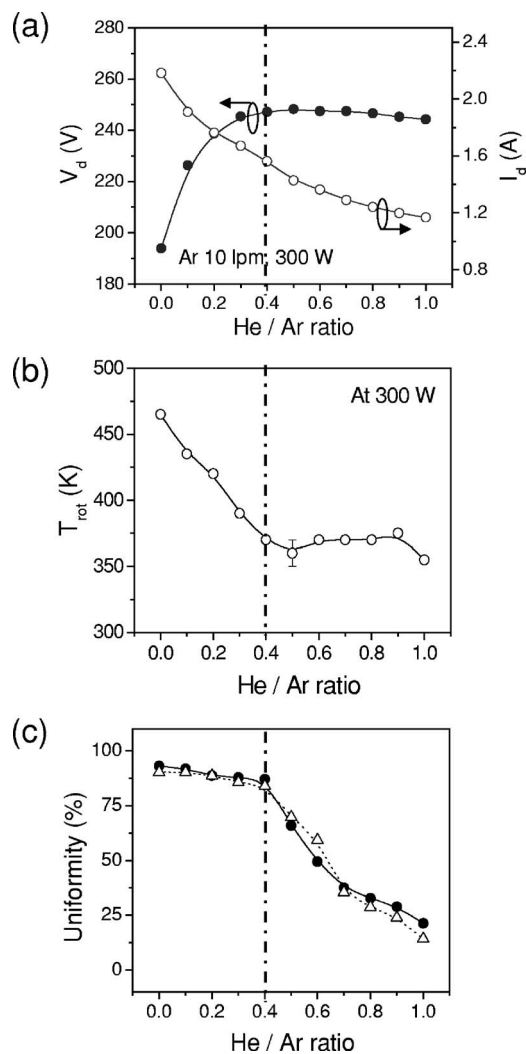 (a)
280
260
240
220
200
180
V_d (V)
2.4
2.0
1.6
1.2
0.8
I_d (A)
Ar 10 lpm, 300 W
0.0 0.2 0.4 0.6 0.8 1.0
He / Ar ratio
(b)
500
450
400
350
300
T_rot (K)
At 300 W
0.0 0.2 0.4 0.6 0.8 1.0
He / Ar ratio
(c)
100
75
50
25
0
Uniformity (%)
0.0 0.2 0.4 0.6 0.8 1.0
He / Ar ratio